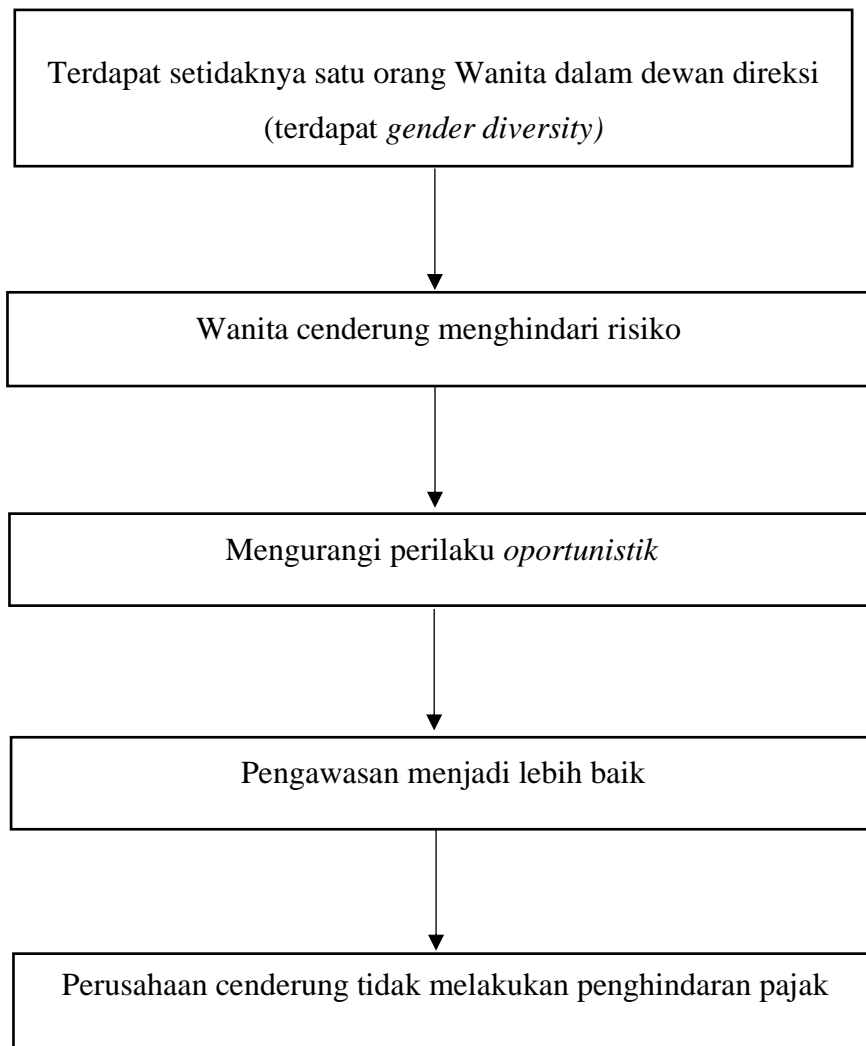 Terdapat setidaknya satu orang Wanita dalam dewan direksi
(terdapat gender diversity)
Wanita cenderung menghindari risiko
Mengurangi perilaku oportunistik
Pengawasan menjadi lebih baik
Perusahaan cenderung tidak melakukan penghindaran pajak